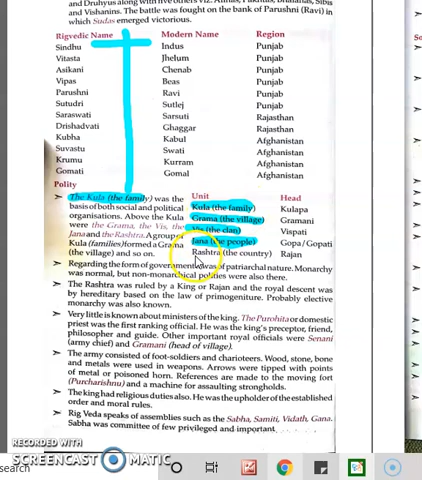 and Druhyus along with five others viz. Alinas, Pakthas, Bhalanas, Sibis
and Vishanins. The battle was fought on the bank of Parushni (Ravi) in
which Sudas emerged victorious.
Rigvedic Name Modern Name Region
Sindhu Indus Punjab
Vitasta Jhelum Punjab
Asikani Chenab Punjab
Vipas Beas Punjab
Parushni Ravi Punjab
Sutudri Sutlej Punjab
Saraswati Sarsuti Rajasthan
Drishadvati Ghaggar Rajasthan
Kubha Kabul Afghanistan
Suvastu Swati Afghanistan
Krumu Kurram Afghanistan
Gomati Gomal Afghanistan
Polity
➢ The Kula (the family) was the
basis of both social and political
organisations. Above the Kula
were the Grama, the Vis, the
Jana and the Rashtra. A group of
Kula (families) formed a Grama
(the village) and so on.
Unit Head
Kula (the family) Kulapa
Grama (the village) Gramani
Vis (the clan) Vispati
Jana (the people) Gopa/Gopati
Rashtra (the country) Rajan
➢ Regarding the form of government it was of patriarchal nature. Monarchy
was normal, but non-monarchical polities were also there.
➢ The Rashtra was ruled by a King or Rajan and the royal descent was
by hereditary based on the law of primogeniture. Probably elective
monarchy was also known.
➢ Very little is known about ministers of the king. The Purohita or domestic
priest was the first ranking official. He was the king's preceptor, friend,
philosopher and guide. Other important royal officials were Senani
(army chief) and Gramani (head of village).
➢ The army consisted of foot-soldiers and charioteers. Wood, stone, bone
and metals were used in weapons. Arrows were tipped with points
of metal or poisoned horn. References are made to the moving fort
(Purcharishnu) and a machine for assaulting strongholds.
➢ The king had religious duties also. He was the upholder of the established
order and moral rules.
➢ Rig Veda speaks of assemblies such as the Sabha, Samiti, Vidath, Gana.
Sabha was committee of few privileged and important
RECORDED WITH
SCREENCAST MATIC
search